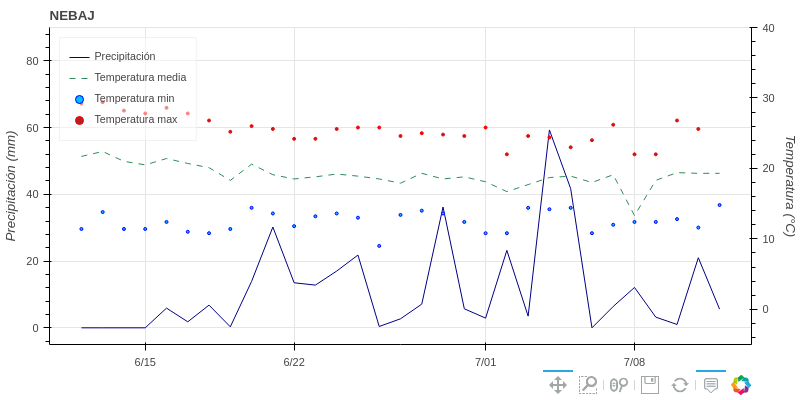 NEBAJ
Precipitación
Temperatura media
Temperatura min
Temperatura max
Precipitación (mm)
80
60
40
20
0
40
30
20
10
0
Temperatura (°C)
6/15
6/22
7/01
7/08